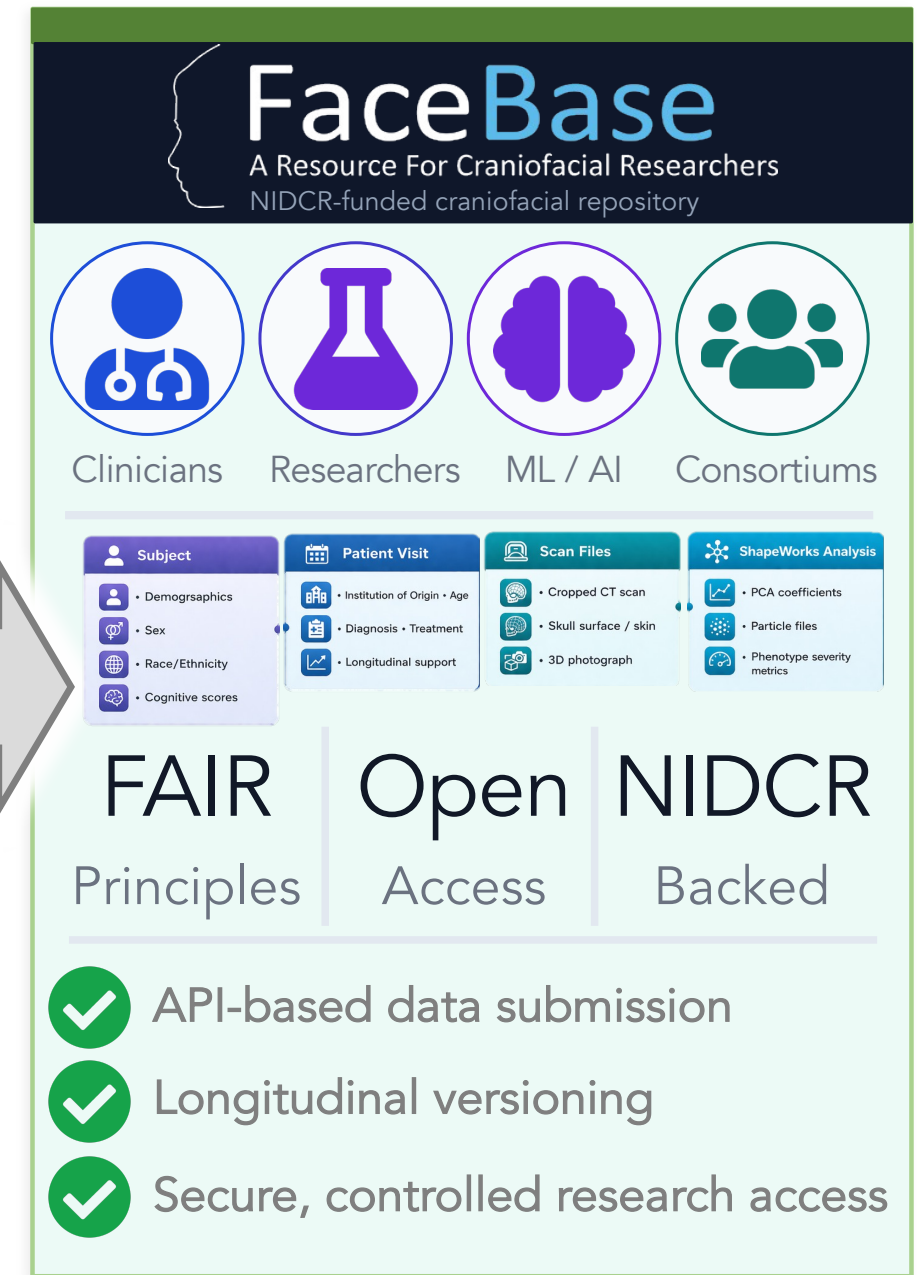 FaceBase
A Resource For Craniofacial Researchers
NIDCR-funded craniofacial repository
Clinicians
Researchers
ML / AI
Consortiums
Subject
• Demogrsaphics
• Sex
• Race/Ethnicity
• Cognitive scores
Patient Visit
• Institution of Origin • Age
• Diagnosis • Treatment
• Longitudinal support
Scan Files
• Cropped CT scan
• Skull surface / skin
• 3D photograph
ShapeWorks Analysis
• PCA coefficients
• Particle files
• Phenotype severity
metrics
FAIR
Principles
Open
Access
NIDCR
Backed
API-based data submission
Longitudinal versioning
Secure, controlled research access